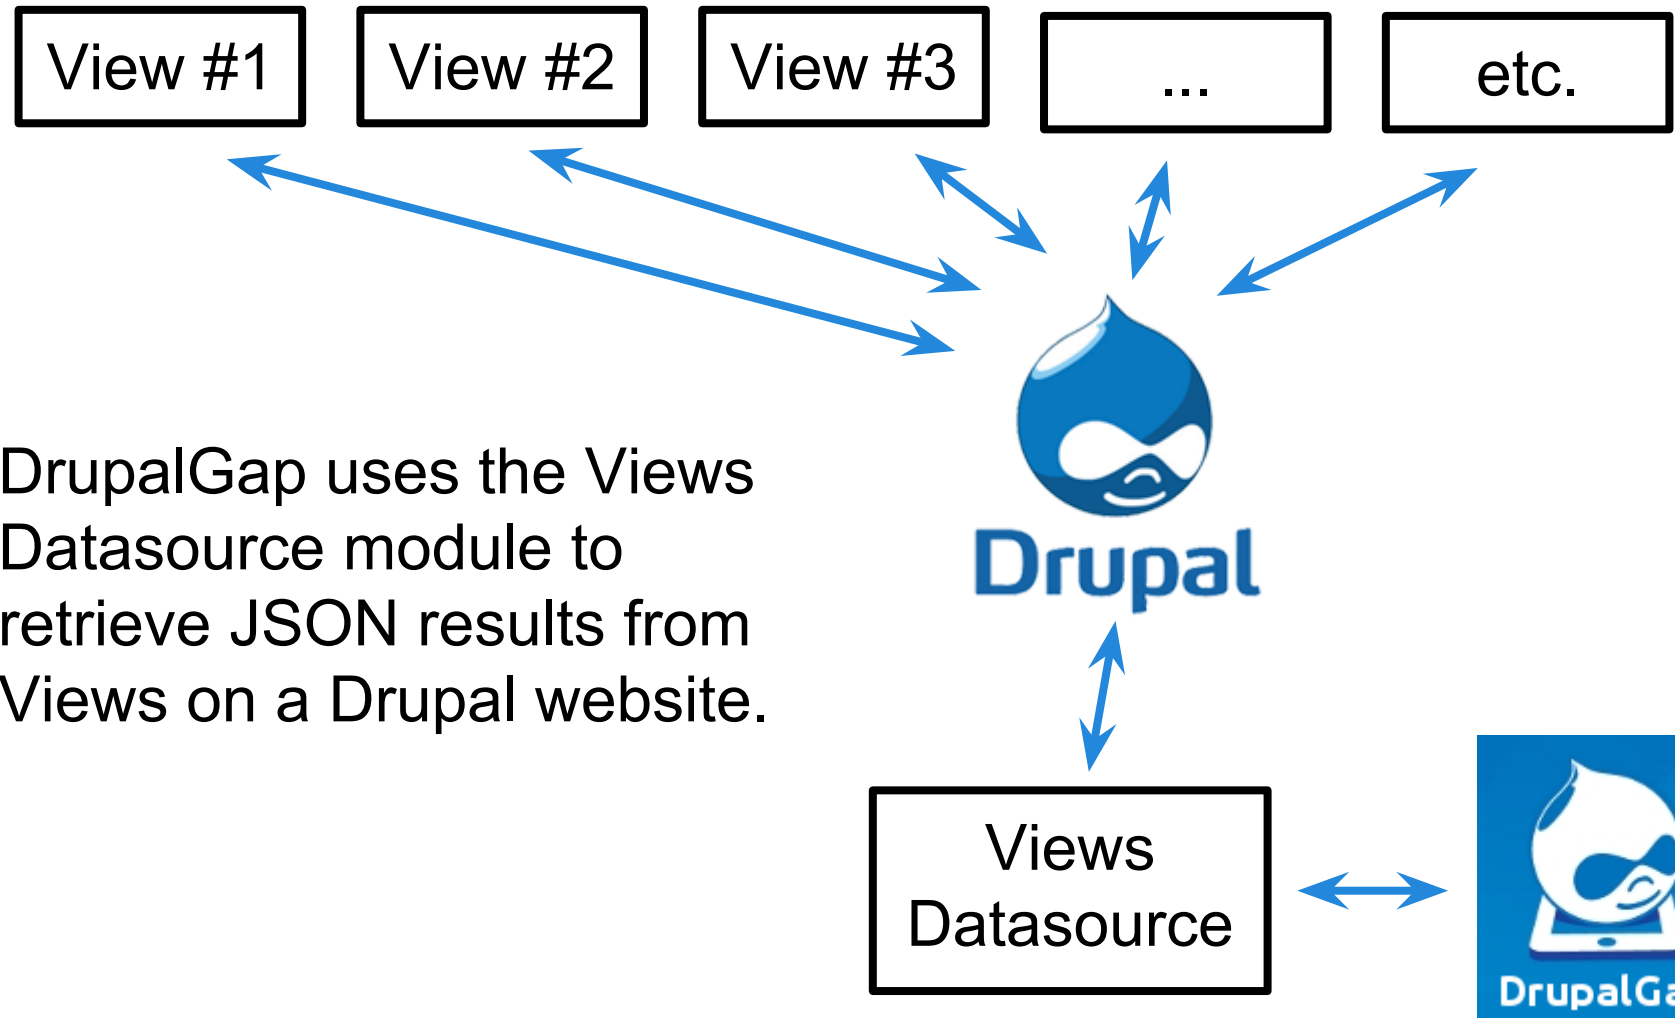 View #1
View #2
View #3
...
etc.
Drupal
DrupalGap uses the Views
Datasource module to
retrieve JSON results from
Views on a Drupal website.
Views
Datasource
DrupalGa